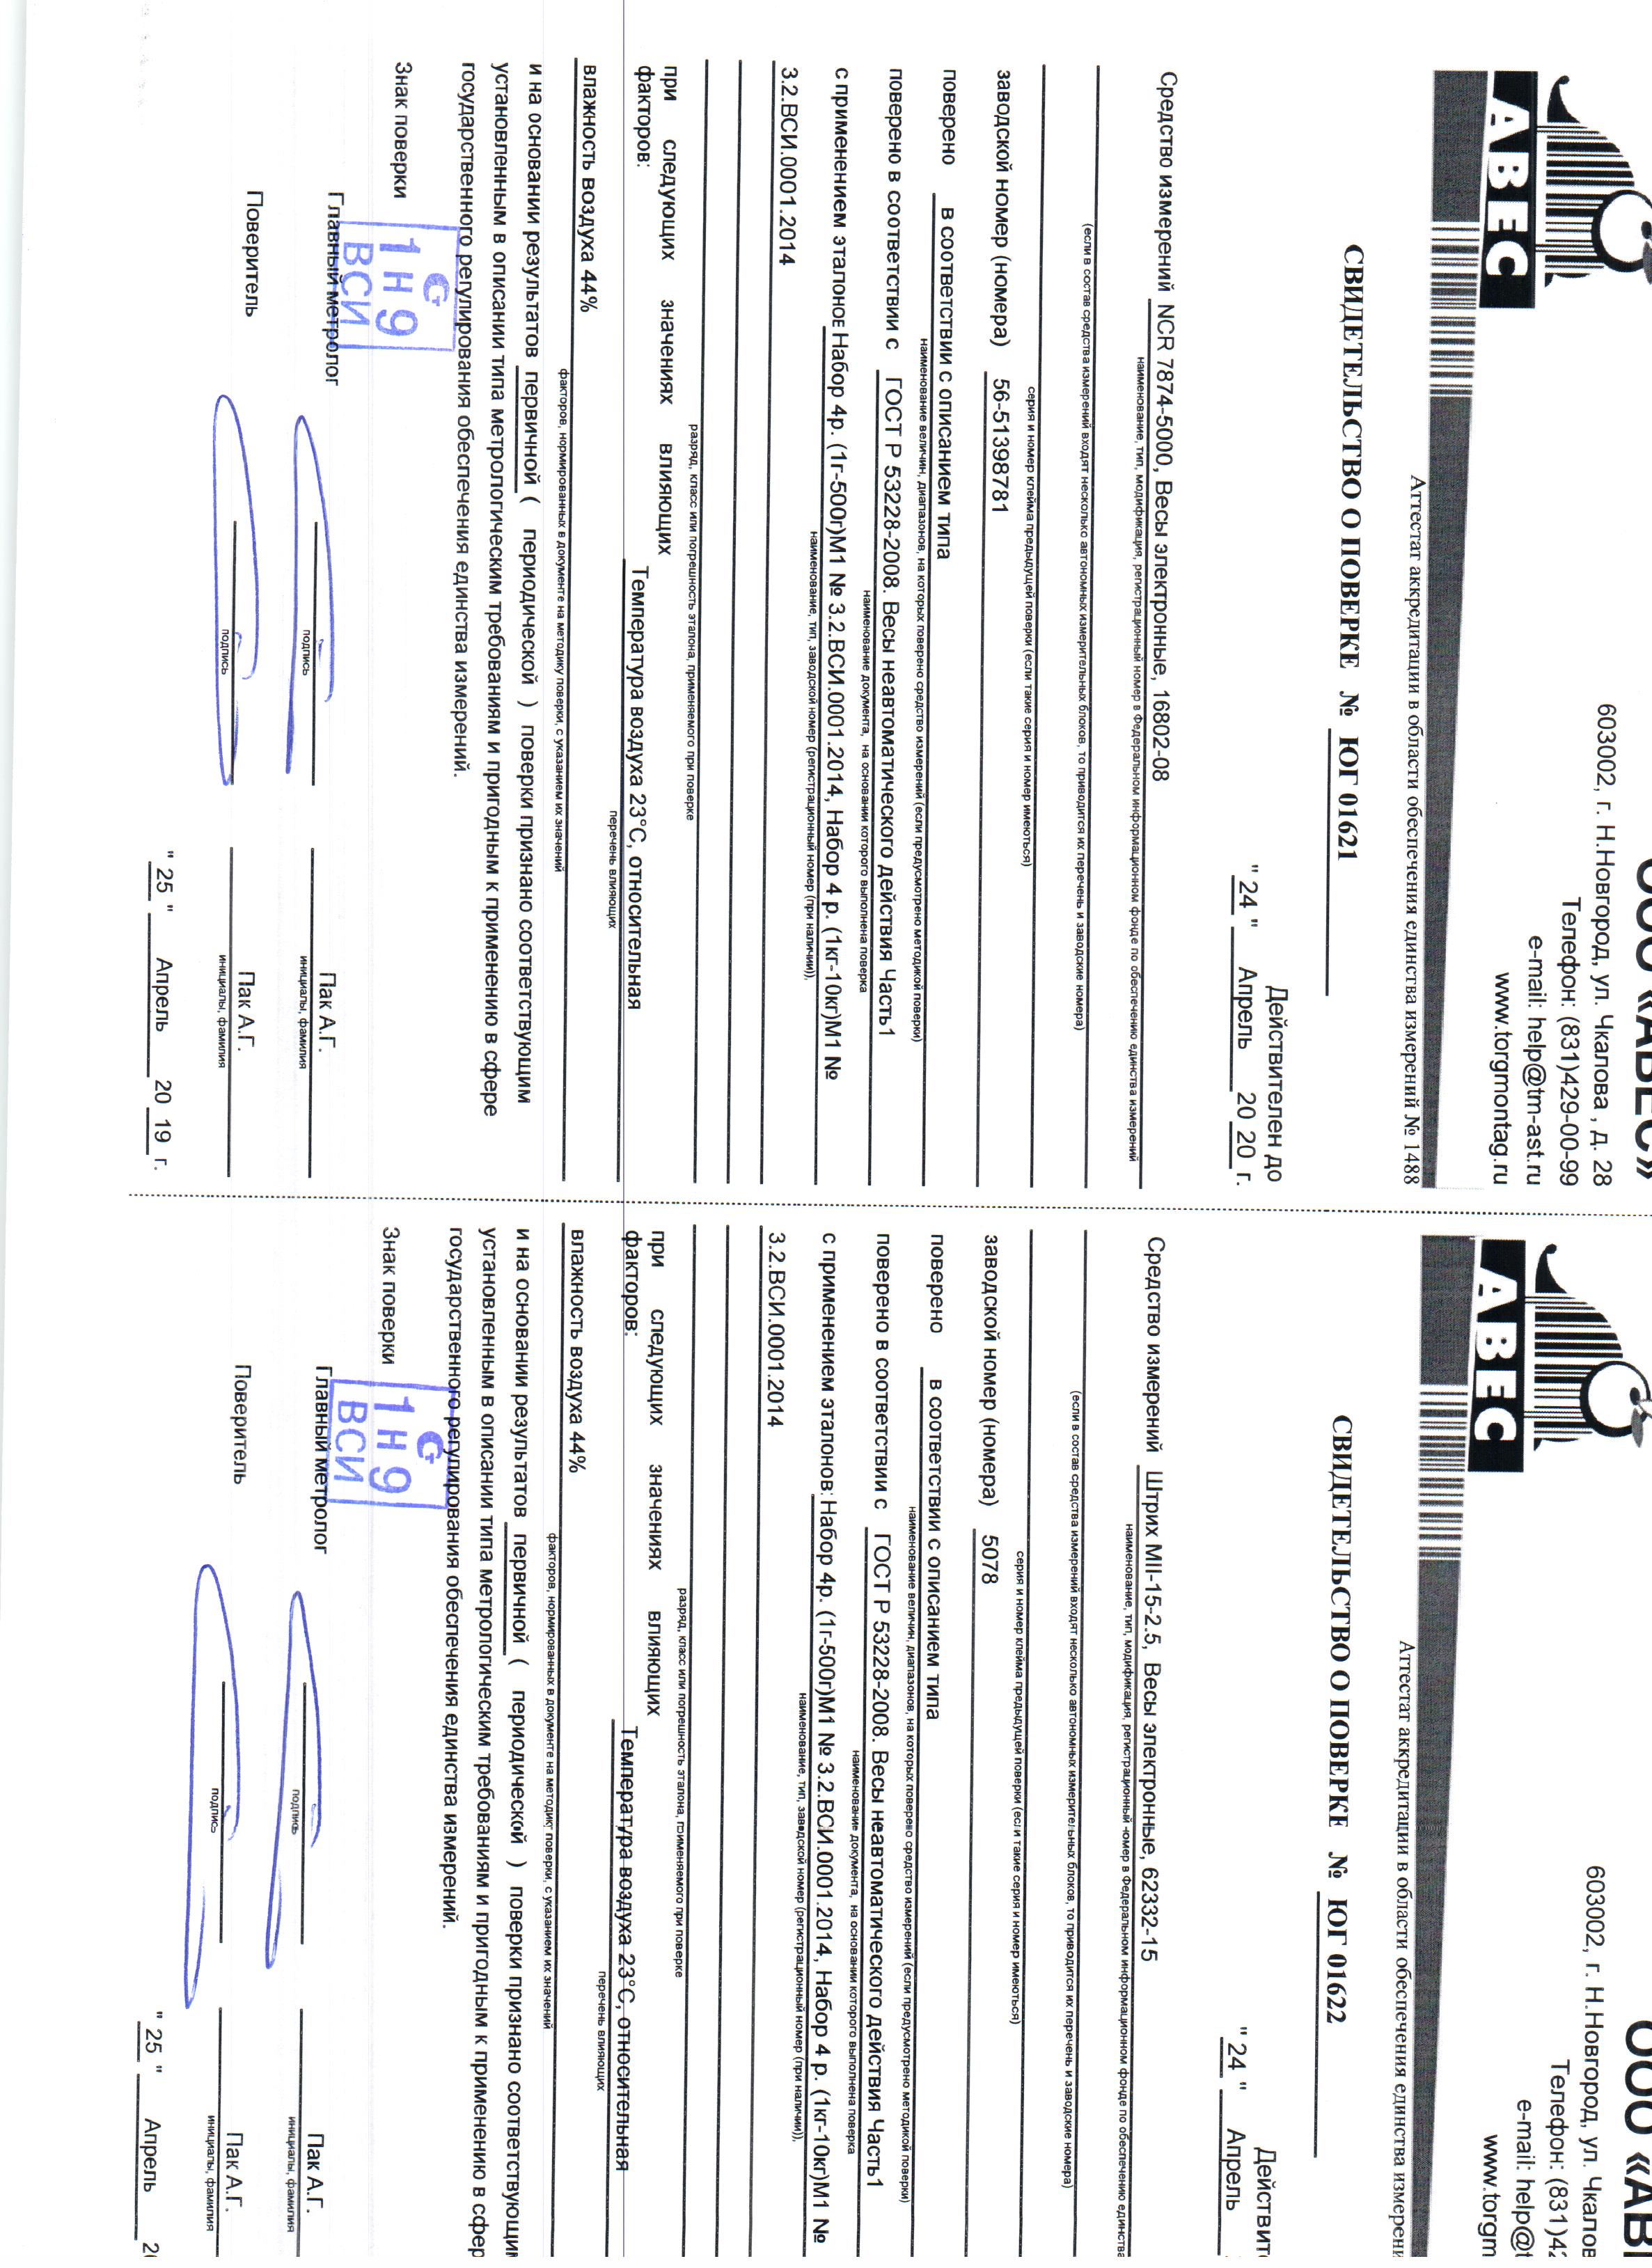 ООО «АВЕС»
603002, г. Н.Новгород, ул. Чкалова , д. 28
Телефон: (831)429-00-99
e-mail: help@tm-ast.ru
www.torgmontag.ru
АВЕС
Аттестат аккредитации в области обеспечения единства измерений № 1488
СВИДЕТЕЛЬСТВО О ПОВЕРКЕ № ЮГ 01621
Действителен до
" 24 " Апрель 20 20 г.
Средство измерений NCR 7874-5000, Весы электронные, 16802-08
наименование, тип, модификация, регистрационный номер в Федеральном информационном фонде по обеспечению единства измерений
(если в состав средства измерений входят несколько автономных измерительных блоков, то приводится их перечень и заводские номера)
серия и номер клейма предыдущей поверки (если такие серия и номер имеються)
заводской номер (номера) 56-51398781
поверено в соответствии с описанием типа
наименование величин, диапазонов, на которых поверено средство измерений (если предусмотрено методикой поверки)
поверено в соответствии с ГОСТ Р 53228-2008. Весы неавтоматического действия Часть1
наименование документа, на основании которого выполнена поверка
с применением эталонов Набор 4р. (1г-500г)М1 № 3.2.ВСИ.0001.2014, Набор 4 р. (1кг-10кг)М1 №
наименование, тип, заводской номер (регистрационный номер (при наличии)),
3.2.ВСИ.0001.2014
разряд, класс или погрешность эталона, применяемого при поверке
при следующих значениях влияющих
факторов: Температура воздуха 23°С, относительная
перечень влияющих
влажность воздуха 44%
факторов, нормированных в документе на методику поверки, с указанием их значений
и на основании результатов первичной ( периодической ) поверки признано соответствующим
установленным в описании типа метрологическим требованиям и пригодным к применению в сфере
государственного регулирования обеспечения единства измерений.
Знак поверки
1 Н 9
ВСИ
Главный метролог Пак А.Г.
подпись инициалы, фамилия
Поверитель Пак А.Г.
подпись инициалы, фамилия
" 25 " Апрель 20 19 г.
ООО «АВЕ
603002, г. Н.Новгород, ул. Чкалов
Телефон: (831)42
e-mail: help@t
www.torgm
АВЕС
Аттестат аккредитации в области обеспечения единства измерени
СВИДЕТЕЛЬСТВО О ПОВЕРКЕ № ЮГ 01622
Действит
" 24 " Апрель
Средство измерений Штрих МII-15-2.5, Весы электронные, 62332-15
наименование, тип, модификация, регистрационный номер в Федеральном информационном фонде по обеспечению единства
(если в состав средства измерений входят несколько автономных измерительных блоков, то приводится их перечень и заводские номера)
серия и номер клейма предыдущей поверки (если такие серия и номер имеються)
заводской номер (номера) 5078
поверено в соответствии с описанием типа
наименование величин, диапазонов, на которых поверено средство измерений (если предусмотрено методикой поверки)
поверено в соответствии с ГОСТ Р 53228-2008. Весы неавтоматического действия Часть1
наименование документа, на основании которого выполнена поверка
с применением эталонов: Набор 4р. (1г-500г)М1 № 3.2.ВСИ.0001.2014, Набор 4 р. (1кг-10кг)М1 №
наименование, тип, заводской номер (регистрационный номер (при наличии)),
3.2.ВСИ.0001.2014
разряд, класс или погрешность эталона, применяемого при поверке
при следующих значениях влияющих
факторов: Температура воздуха 23°С, относительная
перечень влияющих
влажность воздуха 44%
факторов, нормированных в документе на методику поверки, с указанием их значений
и на основании результатов первичной ( периодической ) поверки признано соответствующим
установленным в описании типа метрологическим требованиям и пригодным к применению в сфер
государственного регулирования обеспечения единства измерений.
Знак поверки
1 Н 9
ВСИ
Главный метролог Пак А.Г.
подпись инициалы, фамилия
Поверитель Пак А.Г.
подпись инициалы, фамилия
" 25 " Апрель 20